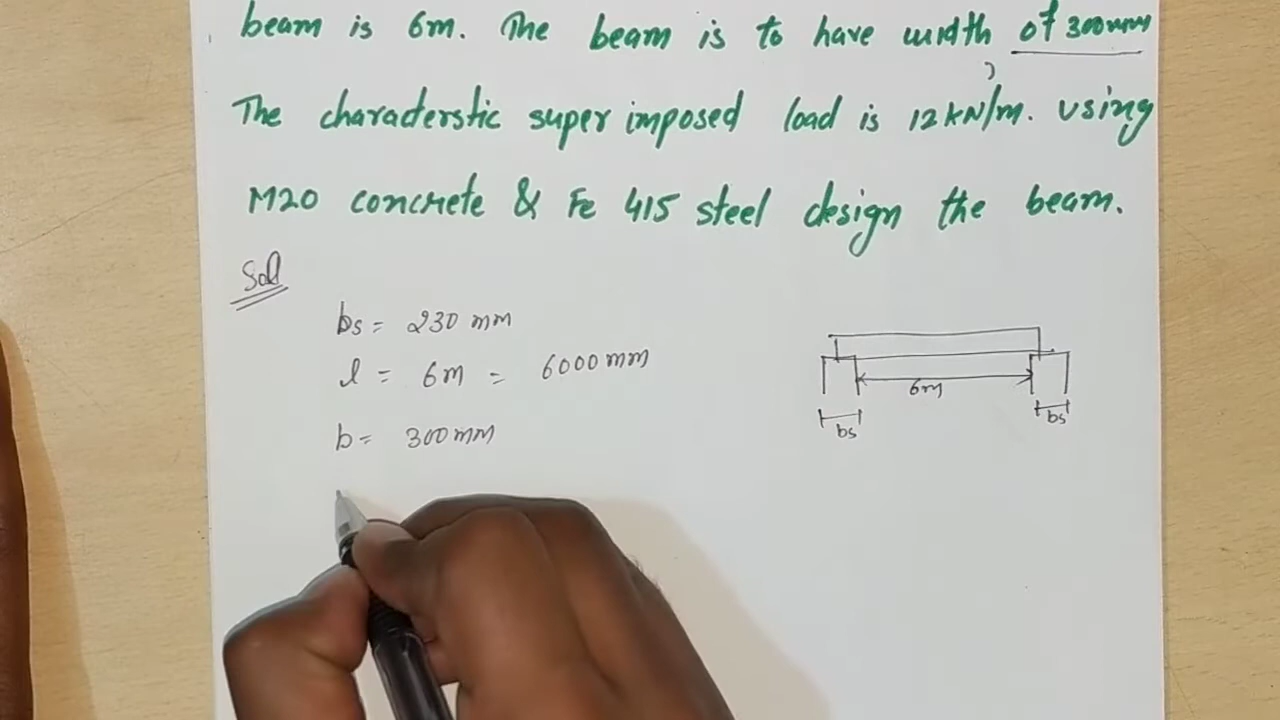 beam is 6m. The beam is to have width of 300mm
The charaderstic super imposed load is 12kN/m. using
M20 concrete & Fe 415 steel design the beam.
Sol
bs = 230 mm
l = 6m = 6000mm
b = 300mm
6m
bs
bs